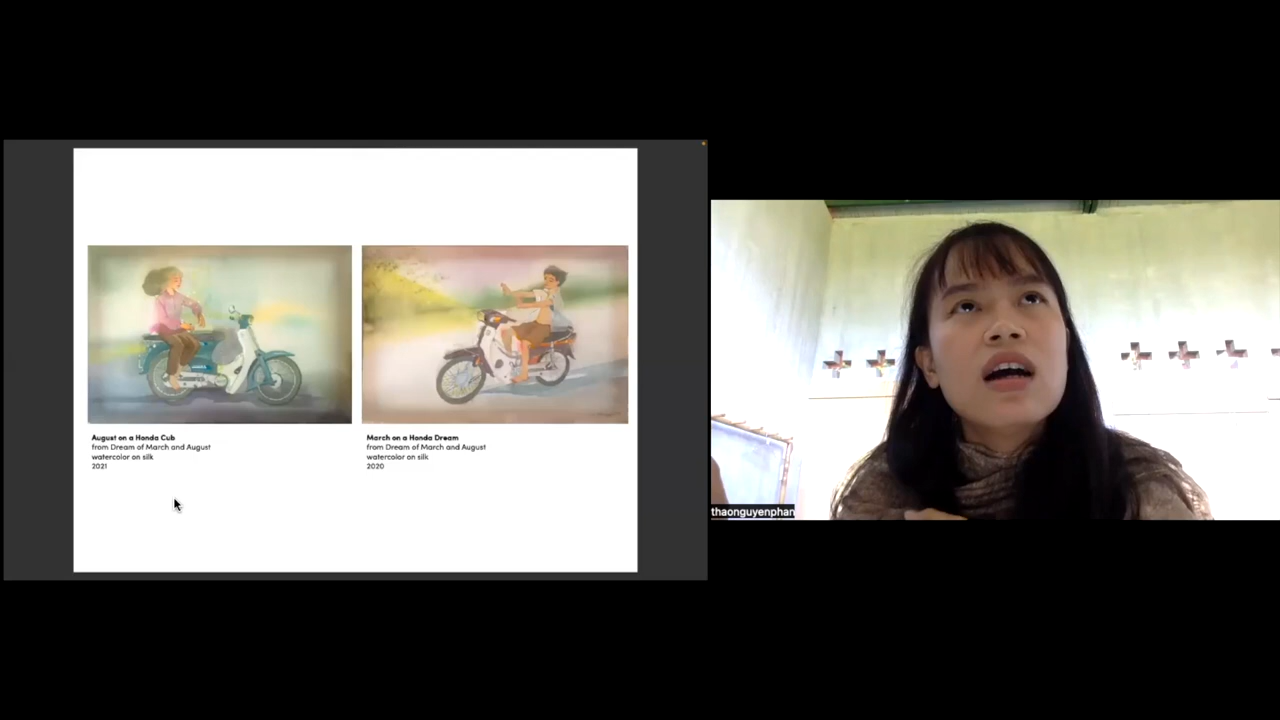 August on a Honda Cub
from Dream of March and August
watercolor on silk
2021
March on a Honda Dream
from Dream of March and August
watercolor on silk
2020
thaonguyenphan